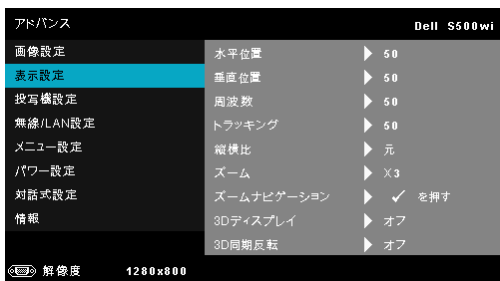 アドバンス Dell S500wi
画像設定
表示設定
投写機設定
無線/LAN設定
メニュー設定
パワー設定
対話式設定
情報
水平位置 50
垂直位置 50
周波数 50
トラッキング 50
縦横比 元
ズーム X3
ズームナビゲーション ✓ を押す
3Dディスプレイ オフ
3D同期反転 オフ
解像度 1280x800